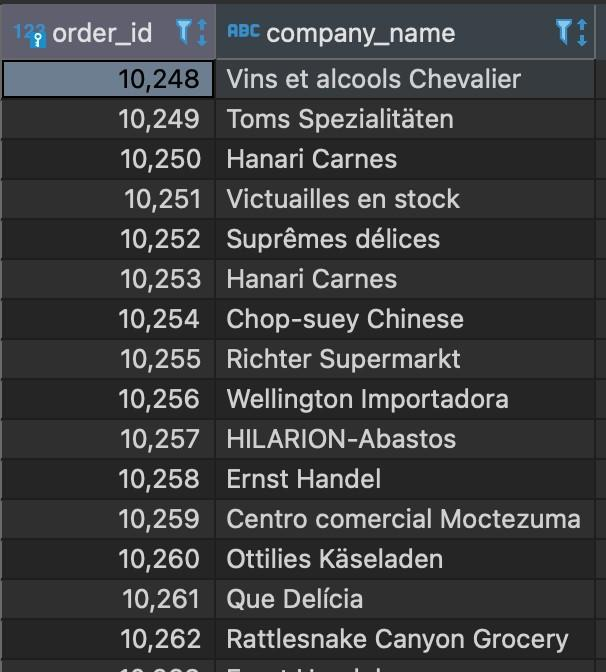 123 order_id ABC company_name
10,248 Vins et alcools Chevalier
10,249 Toms Spezialitäten
10,250 Hanari Carnes
10,251 Victuailles en stock
10,252 Suprêmes délices
10,253 Hanari Carnes
10,254 Chop-suey Chinese
10,255 Richter Supermarkt
10,256 Wellington Importadora
10,257 HILARION-Abastos
10,258 Ernst Handel
10,259 Centro comercial Moctezuma
10,260 Ottilies Käseladen
10,261 Que Delícia
10,262 Rattlesnake Canyon Grocery